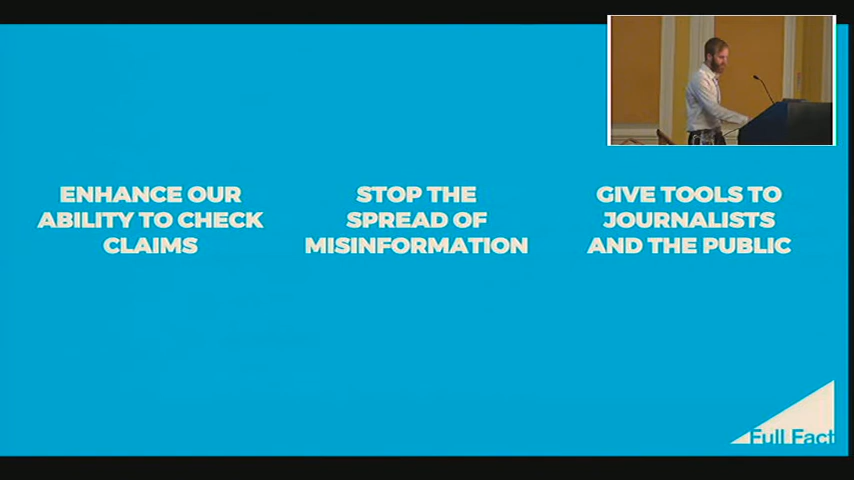 ENHANCE OUR
ABILITY TO CHECK
CLAIMS
STOP THE
SPREAD OF
MISINFORMATION
GIVE TOOLS TO
JOURNALISTS
AND THE PUBLIC
Full Fact